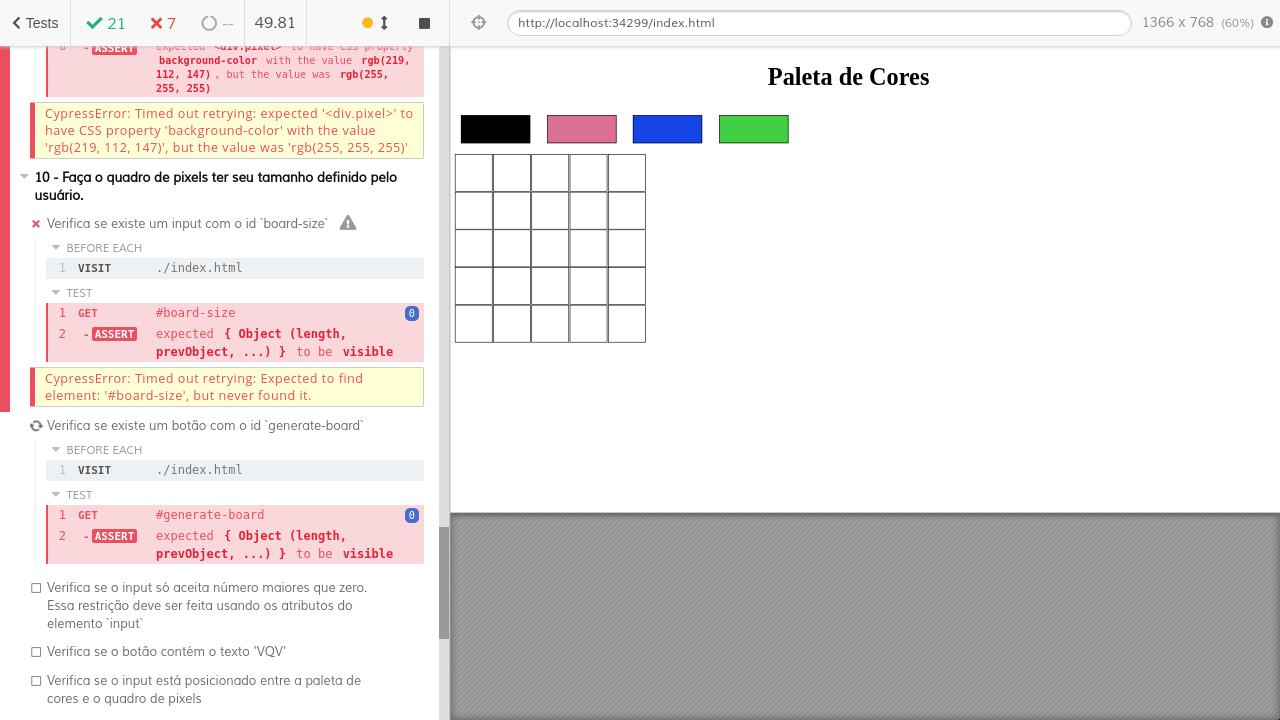 Tests
21
7
--
49.81
http://localhost:34299/index.html
1366 x 768 (60%)
6 -ASSERT expected <div.pixel> to have CSS property
background-color with the value rgb(219,
112, 147), but the value was rgb(255,
255, 255)
CypressError: Timed out retrying: expected '<div.pixel>' to
have CSS property 'background-color' with the value
'rgb(219, 112, 147)', but the value was 'rgb(255, 255, 255)'
10 - Faça o quadro de pixels ter seu tamanho definido pelo
usuário.
Verifica se existe um input com o id `board-size`
BEFORE EACH
1 VISIT ./index.html
TEST
1 GET #board-size 0
2 -ASSERT expected { Object (length,
prevObject, ...) } to be visible
CypressError: Timed out retrying: Expected to find
element: '#board-size', but never found it.
Verifica se existe um botão com o id `generate-board`
BEFORE EACH
1 VISIT ./index.html
TEST
1 GET #generate-board 0
2 -ASSERT expected { Object (length,
prevObject, ...) } to be visible
Verifica se o input só aceita número maiores que zero.
Essa restrição deve ser feita usando os atributos do
elemento `input`
Verifica se o botão contém o texto 'VQV'
Verifica se o input está posicionado entre a paleta de
cores e o quadro de pixels
Paleta de Cores